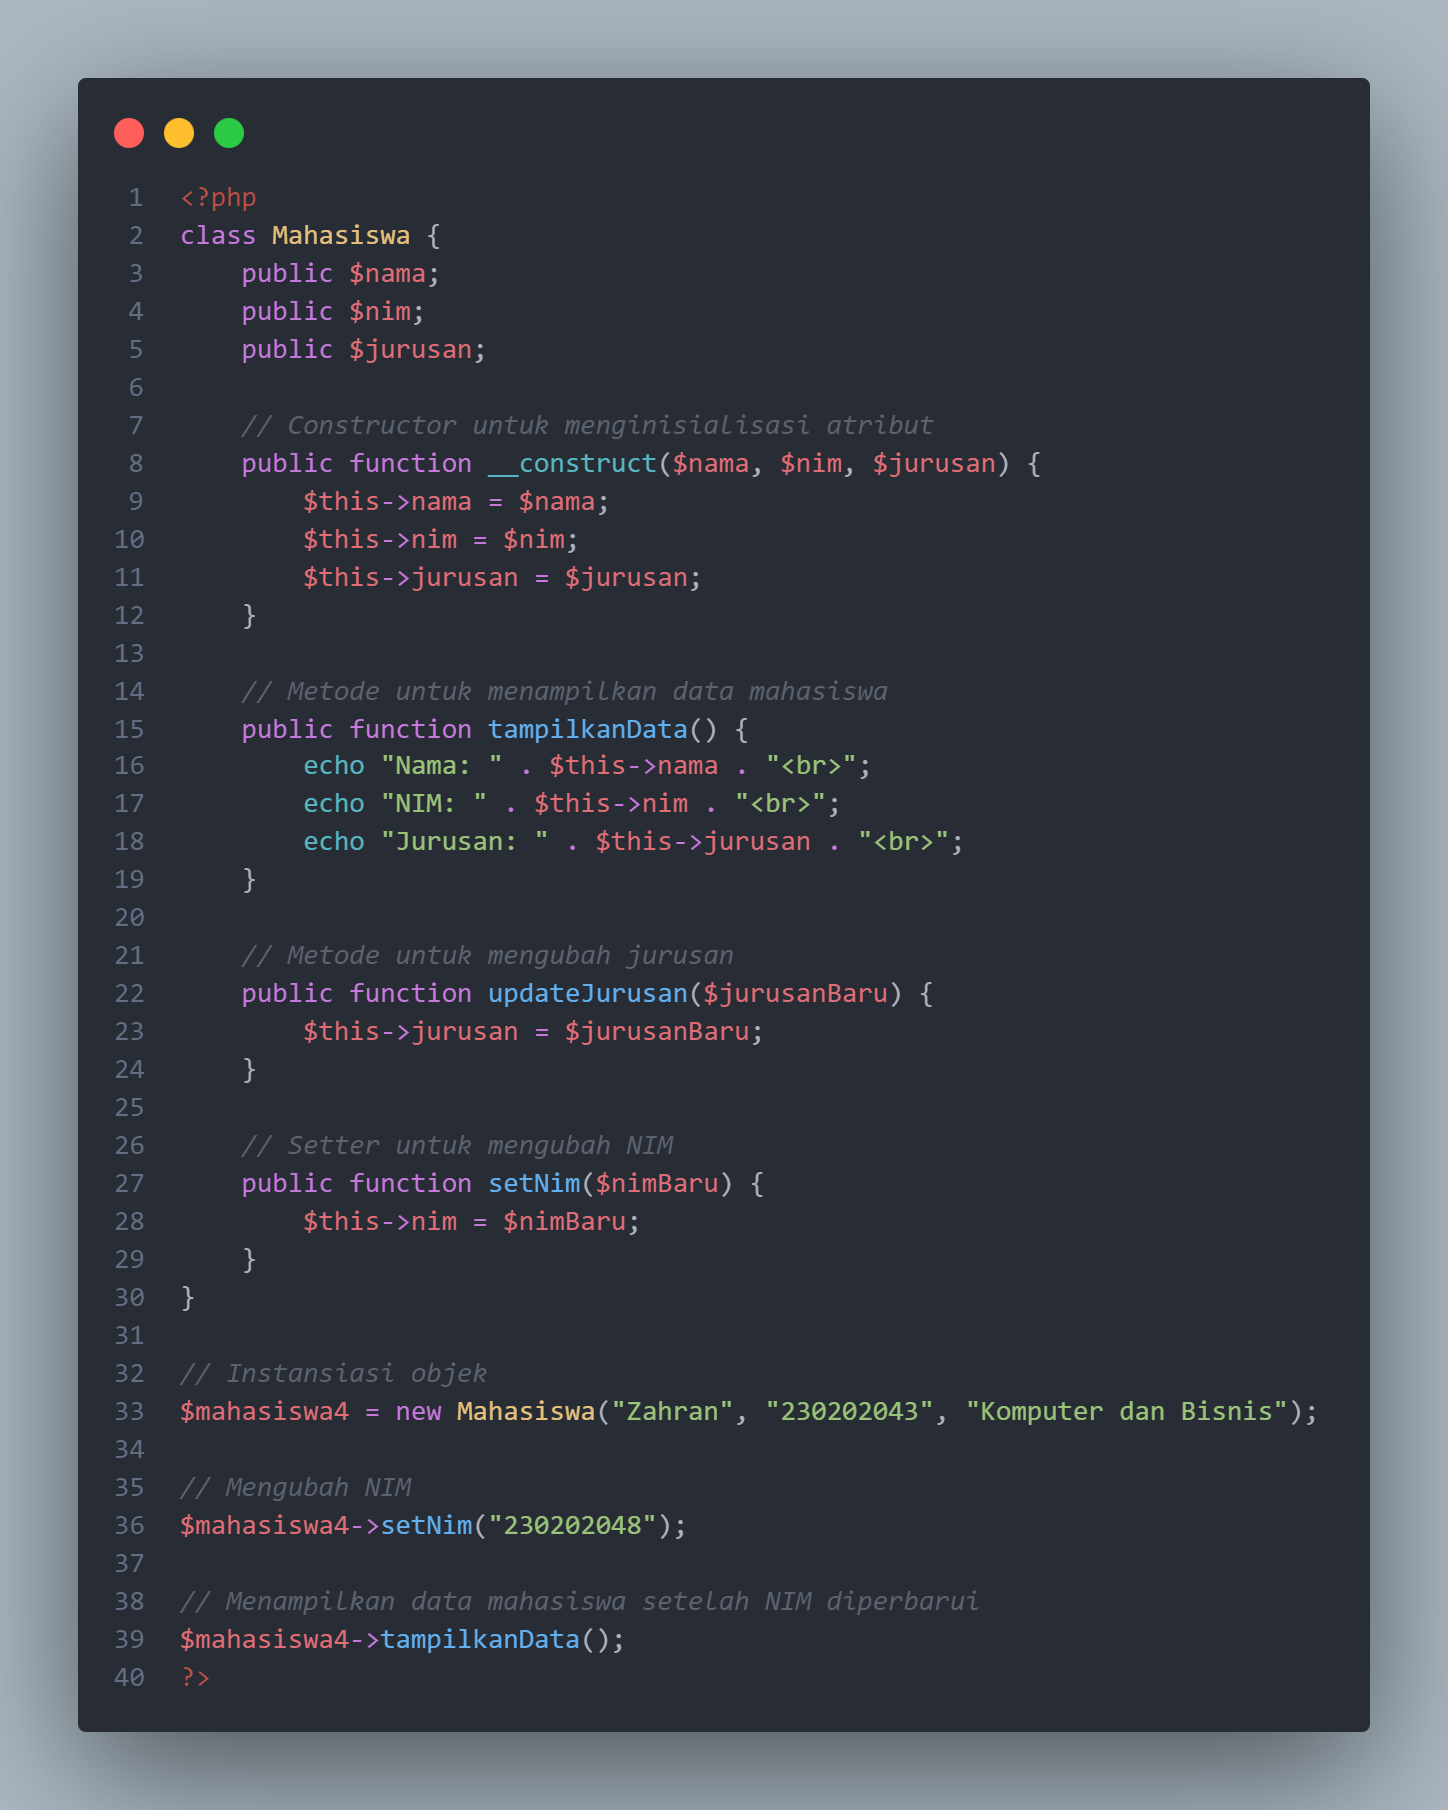 1 <?php
2 class Mahasiswa {
3     public $nama;
4     public $nim;
5     public $jurusan;
6
7     // Constructor untuk menginisialisasi atribut
8     public function __construct($nama, $nim, $jurusan) {
9         $this->nama = $nama;
10         $this->nim = $nim;
11         $this->jurusan = $jurusan;
12     }
13
14     // Metode untuk menampilkan data mahasiswa
15     public function tampilkanData() {
16         echo "Nama: " . $this->nama . "<br>";
17         echo "NIM: " . $this->nim . "<br>";
18         echo "Jurusan: " . $this->jurusan . "<br>";
19     }
20
21     // Metode untuk mengubah jurusan
22     public function updateJurusan($jurusanBaru) {
23         $this->jurusan = $jurusanBaru;
24     }
25
26     // Setter untuk mengubah NIM
27     public function setNim($nimBaru) {
28         $this->nim = $nimBaru;
29     }
30 }
31
32 // Instansiasi objek
33 $mahasiswa4 = new Mahasiswa("Zahran", "230202043", "Komputer dan Bisnis");
34
35 // Mengubah NIM
36 $mahasiswa4->setNim("230202048");
37
38 // Menampilkan data mahasiswa setelah NIM diperbarui
39 $mahasiswa4->tampilkanData();
40 ?>